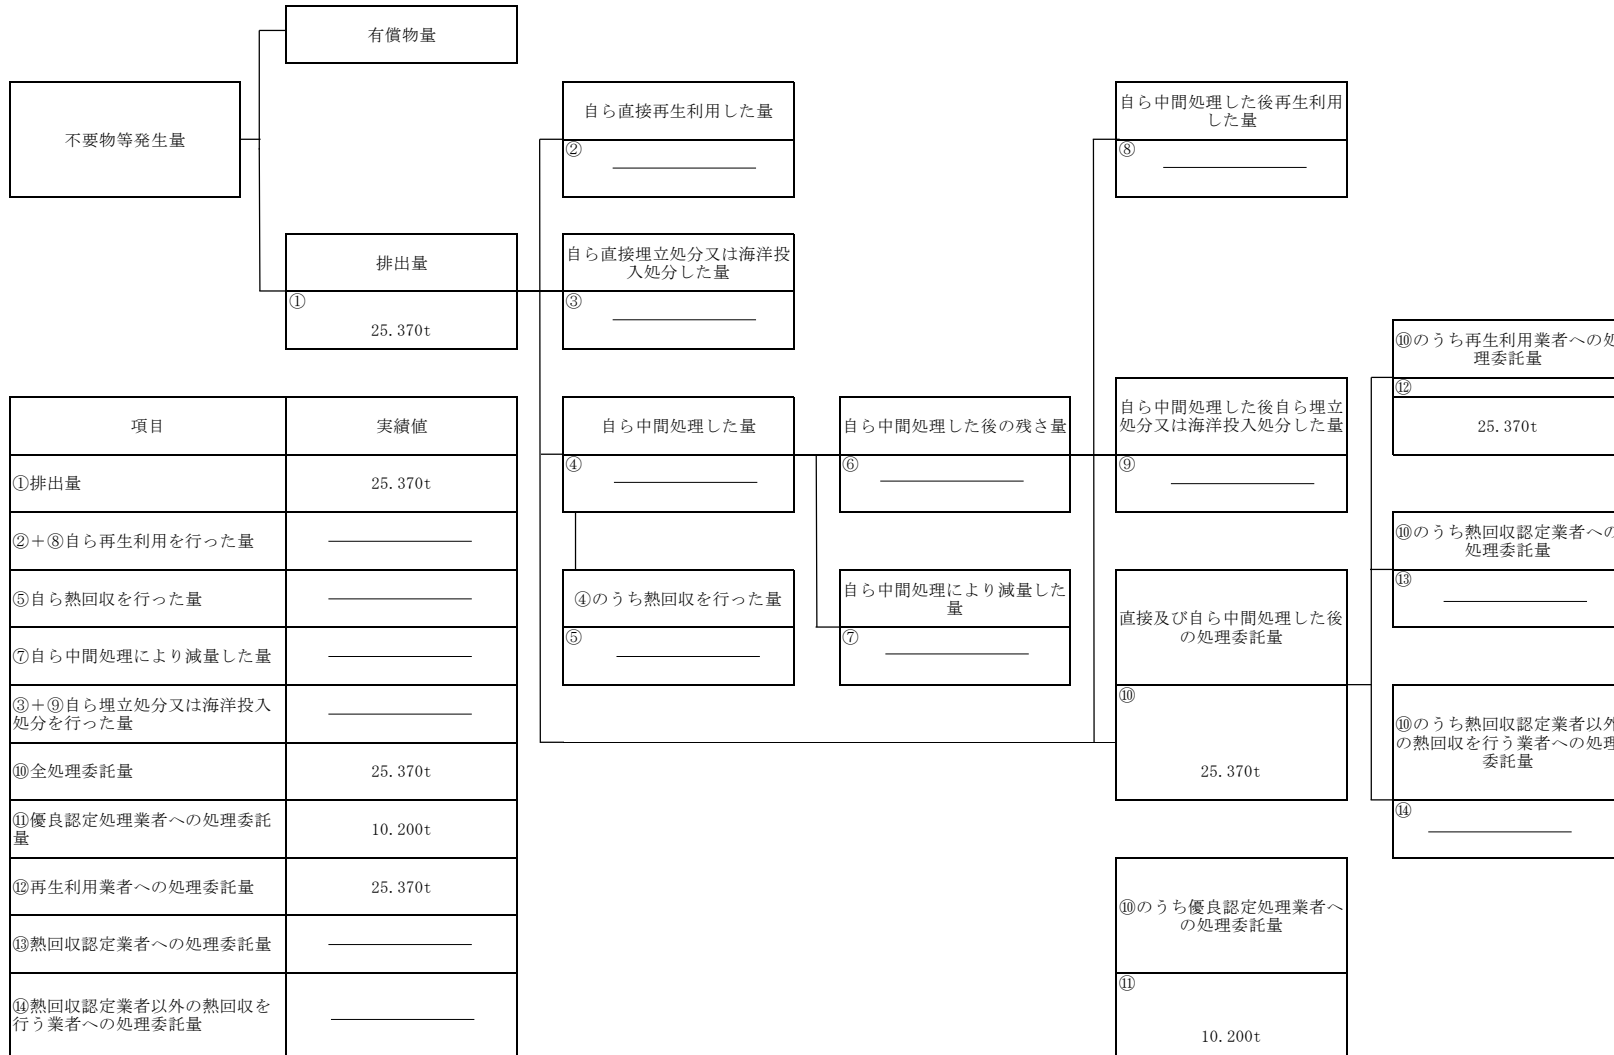 有償物量
不要物等発生量
自ら直接再生利用した量
②
自ら中間処理した後再生利用
した量
⑧
排出量
①
25.370t
自ら直接埋立処分又は海洋投
入処分した量
③
⑩のうち再生利用業者への処
理委託量
⑫
25.370t
項目
実績値
①排出量
25.370t
②+⑧自ら再生利用を行った量
⑤自ら熱回収を行った量
⑦自ら中間処理により減量した量
③+⑨自ら埋立処分又は海洋投入
処分を行った量
⑩全処理委託量
25.370t
⑪優良認定処理業者への処理委託
量
10.200t
⑫再生利用業者への処理委託量
25.370t
⑬熱回収認定業者への処理委託量
⑭熱回収認定業者以外の熱回収を
行う業者への処理委託量
自ら中間処理した量
④
自ら中間処理した後の残さ量
⑥
自ら中間処理した後自ら埋立
処分又は海洋投入処分した量
⑨
④のうち熱回収を行った量
⑤
自ら中間処理により減量した
量
⑦
直接及び自ら中間処理した後
の処理委託量
⑩
25.370t
⑩のうち熱回収認定業者への
処理委託量
⑬
⑩のうち熱回収認定業者以外
の熱回収を行う業者への処理
委託量
⑭
⑩のうち優良認定処理業者へ
の処理委託量
⑪
10.200t